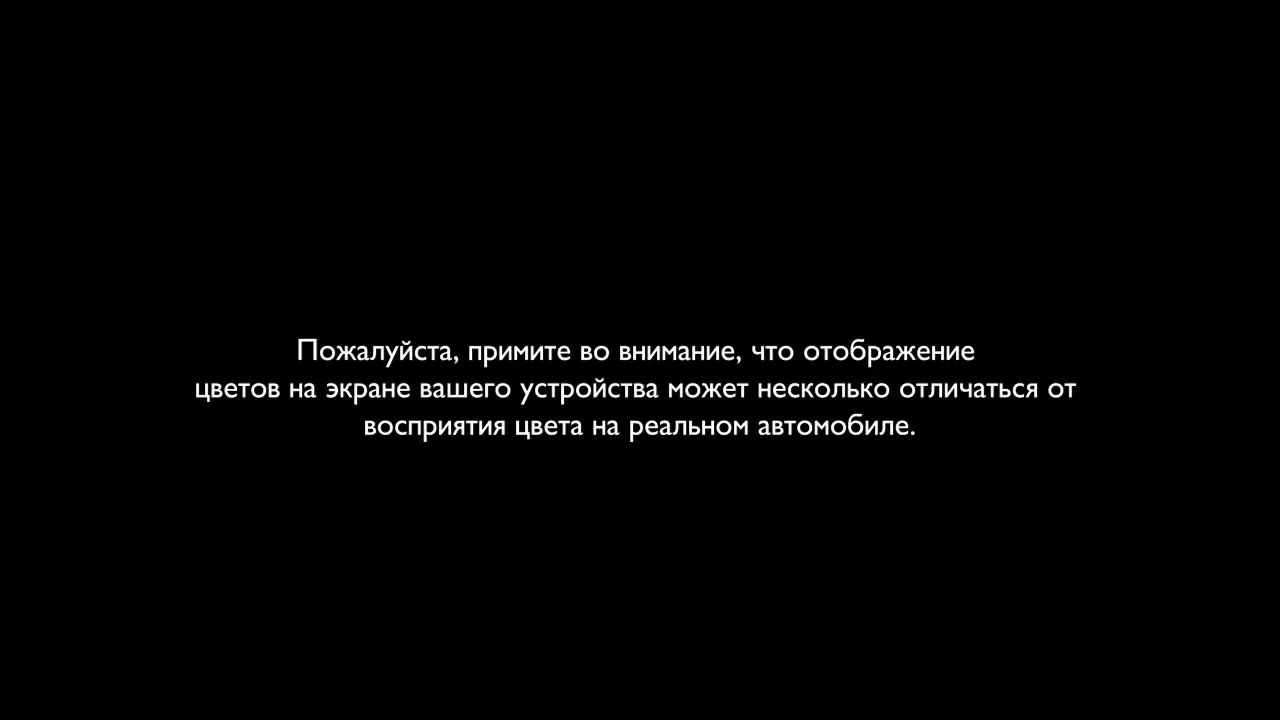 Пожалуйста, примите во внимание, что отображение
цветов на экране вашего устройства может несколько отличаться от
восприятия цвета на реальном автомобиле.